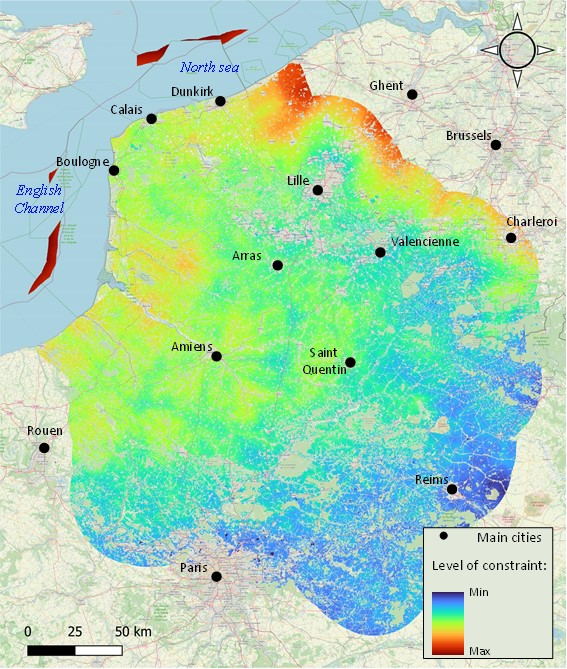 North sea
Dunkirk
Calais
Ghent
Brussels
Boulogne
English
Channel
Lille
Charleroi
Valencienne
Arras
Amiens
Saint
Quentin
Rouen
Reims
Paris
Main cities
Level of constraint:
Min
Max
0 25 50 km